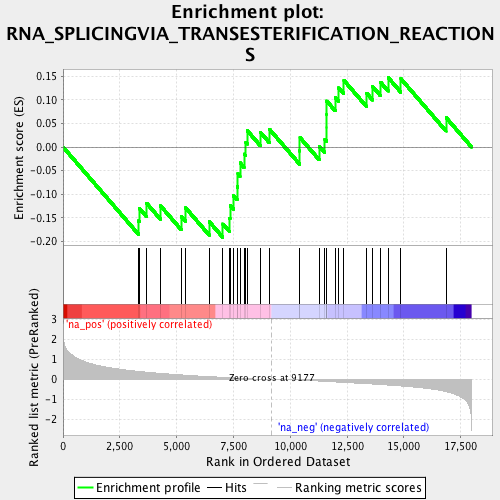 Enrichment plot:
RNA_SPLICINGVIA_TRANSESTERIFICATION_REACTION
S
Enrichment score (ES)
0.15
0.10
0.05
0.00
-0.05
-0.10
-0.15
-0.20
Ranked list metric (PreRanked)
3
2
1
0
-1
-2
'na_pos' (positively correlated)
Zero cross at 9177
'na_neg' (negatively correlated)
0 2,500 5,000 7,500 10,000 12,500 15,000 17,500
Rank in Ordered Dataset
Enrichment profile Hits Ranking metric scores